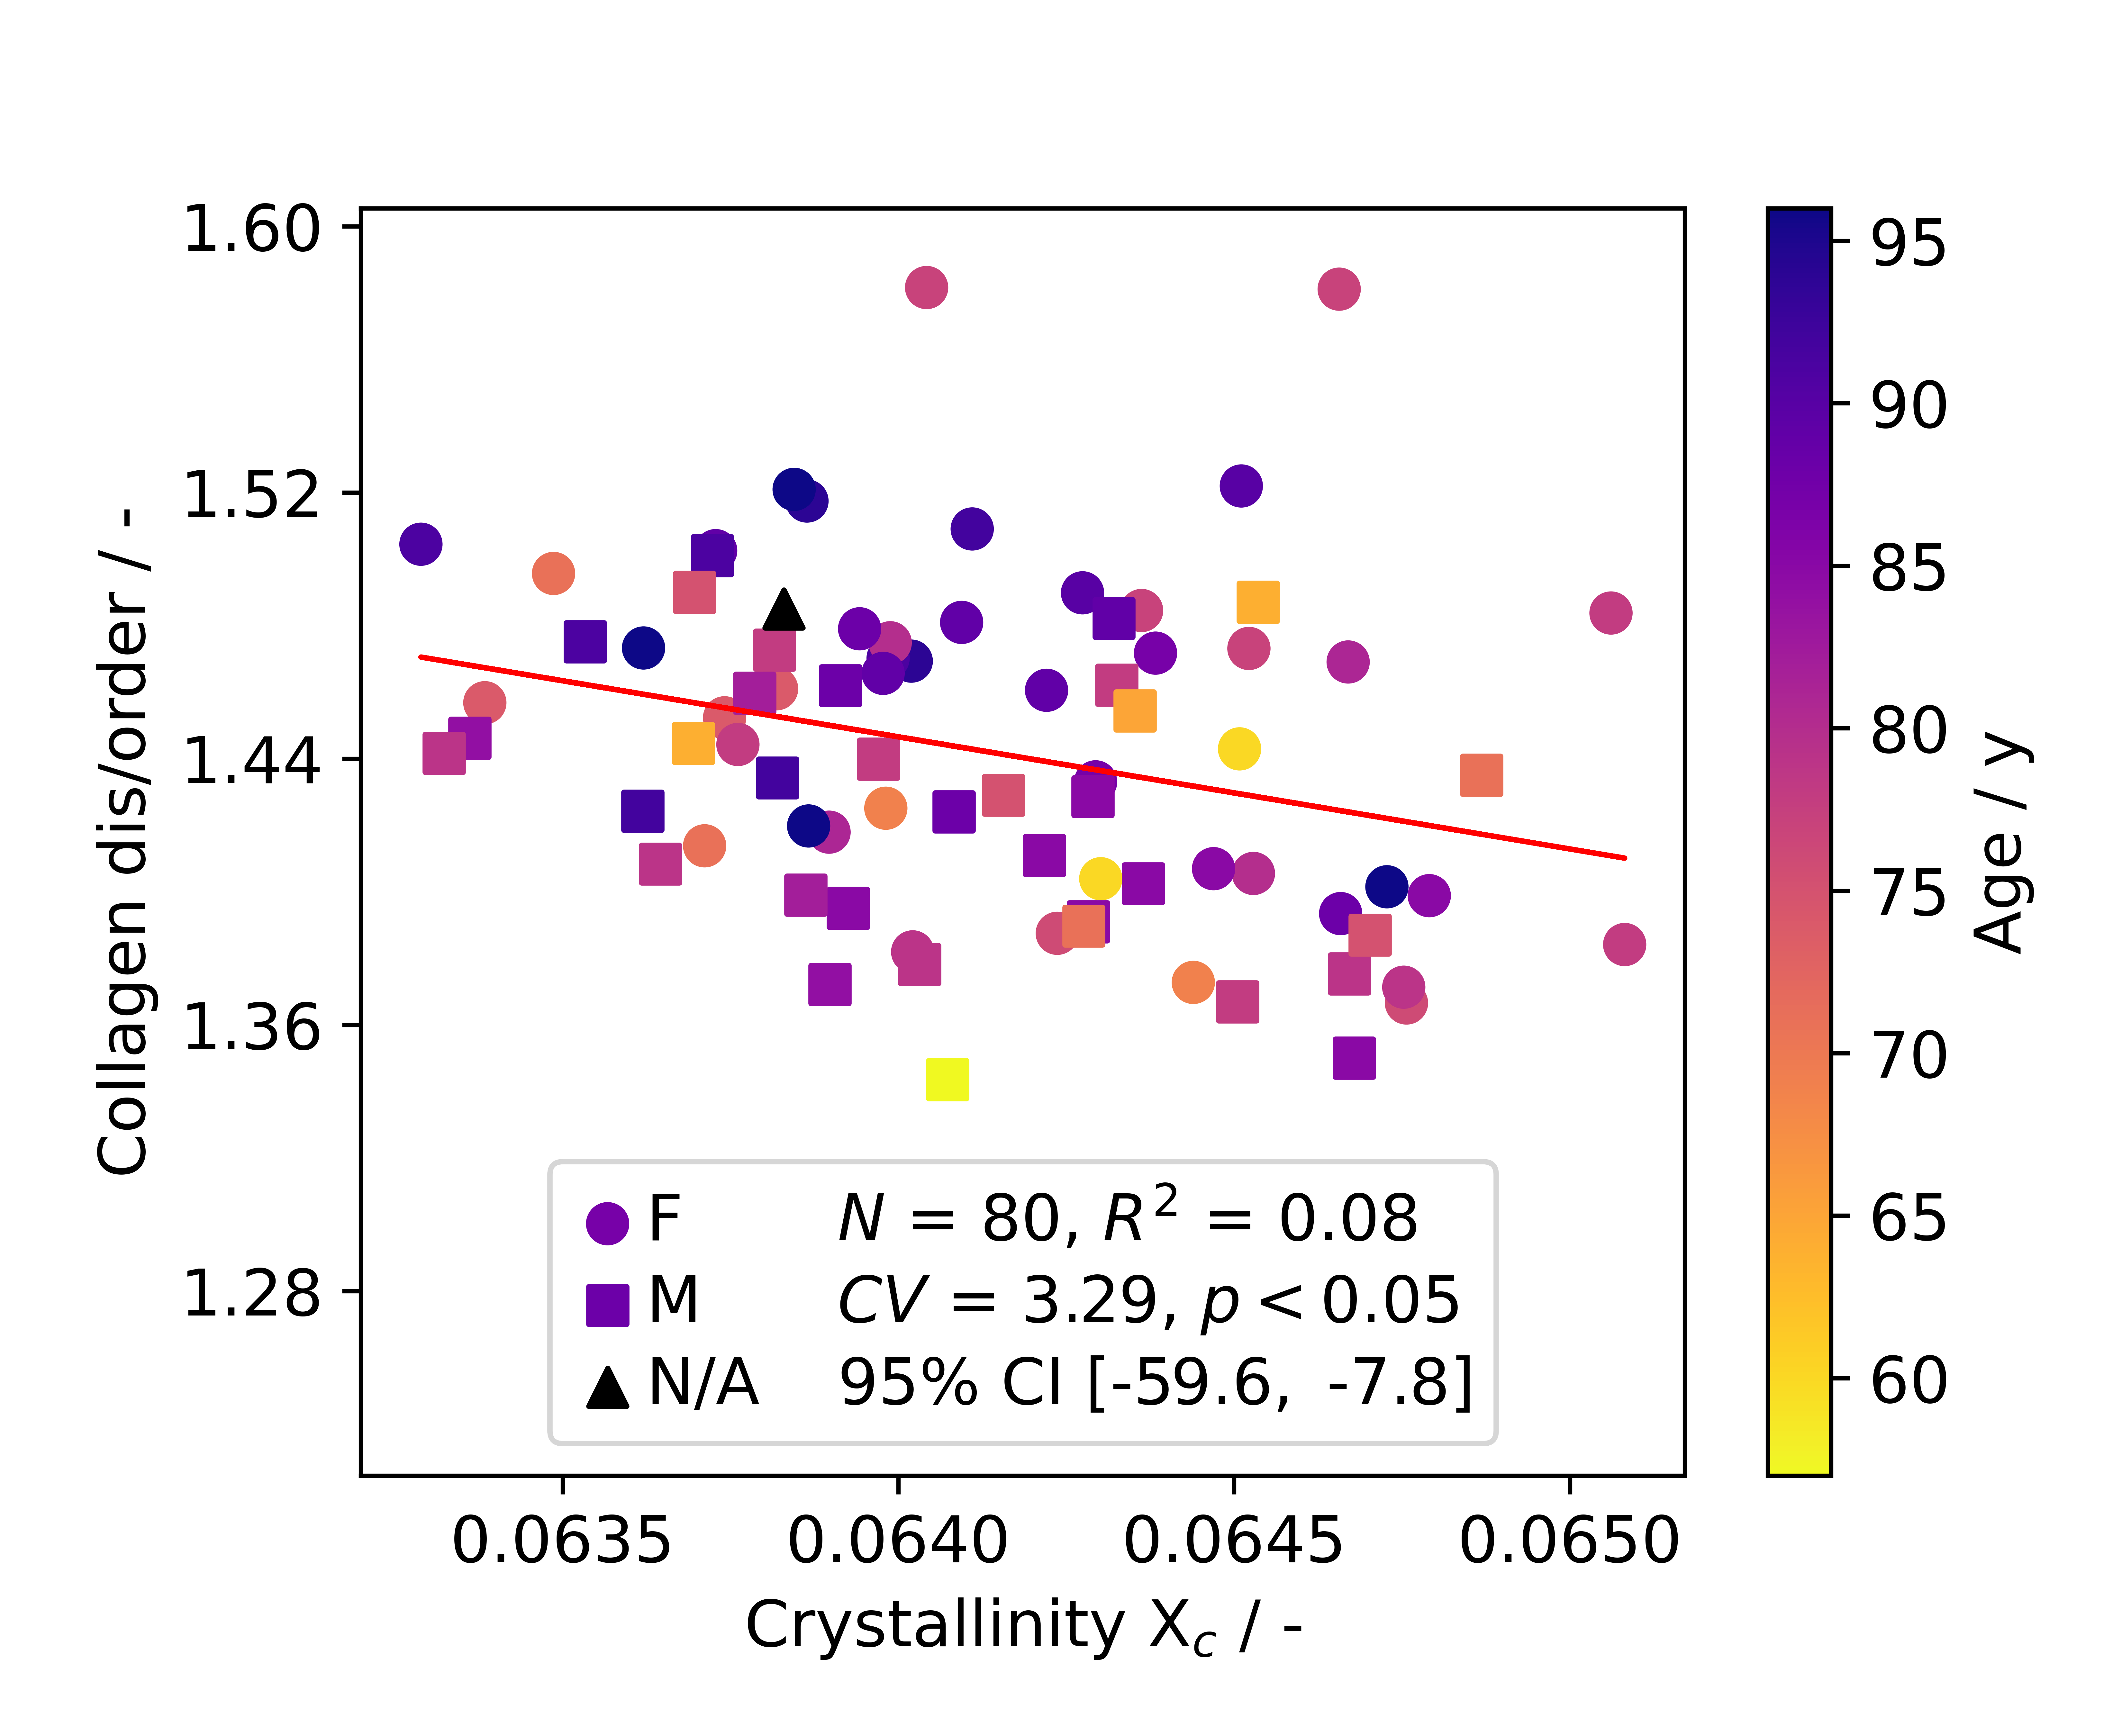 1.60
1.52
1.44
1.36
1.28
Collagen dis/order / -
0.0635 0.0640 0.0645 0.0650
Crystallinity X_c / -
F N = 80, R² = 0.08
M CV = 3.29, p < 0.05
N/A 95% CI [-59.6, -7.8]
95
90
85
80
75
70
65
60
Age / y